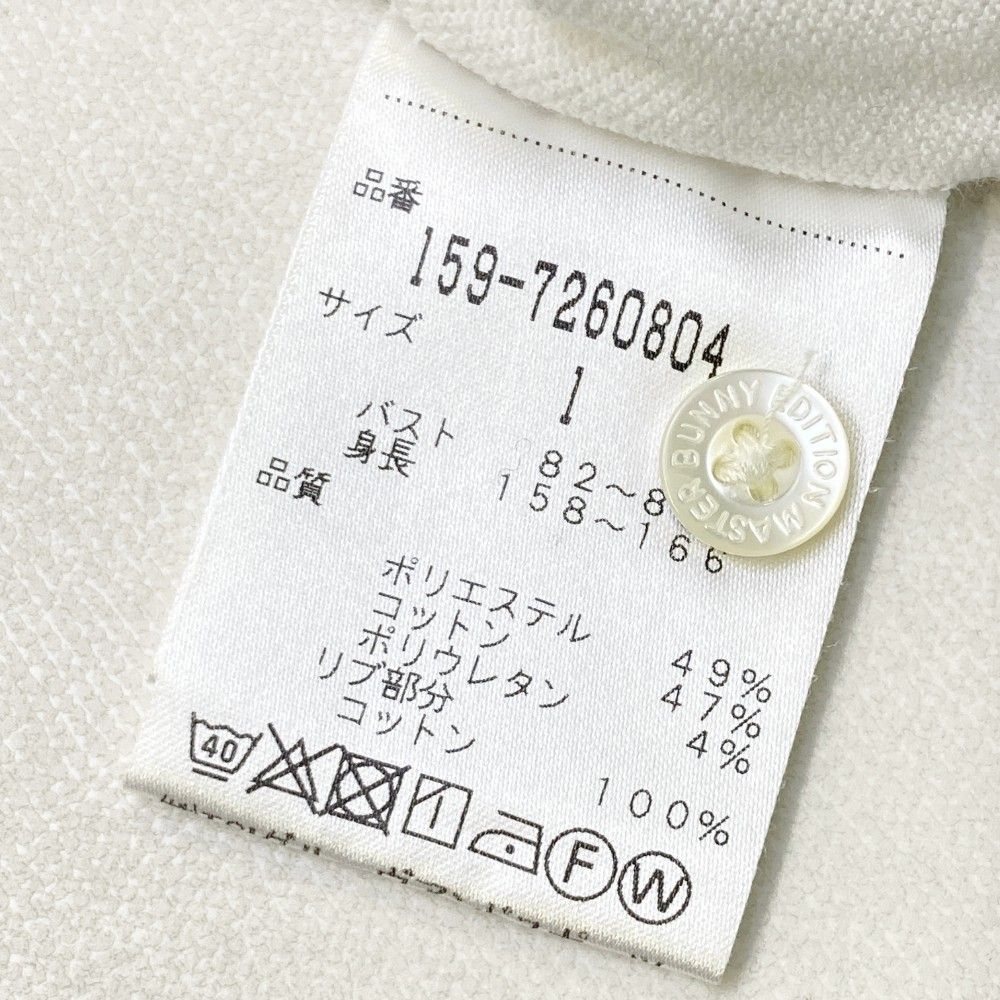 品番
159-7260804
サイズ
1
バスト 82～8
身長 158～166
品質
ポリエステル 49%
コットン 47%
ポリウレタン 4%
リブ部分
コットン 100%
40
F W
MASTER BUNNY EDITION